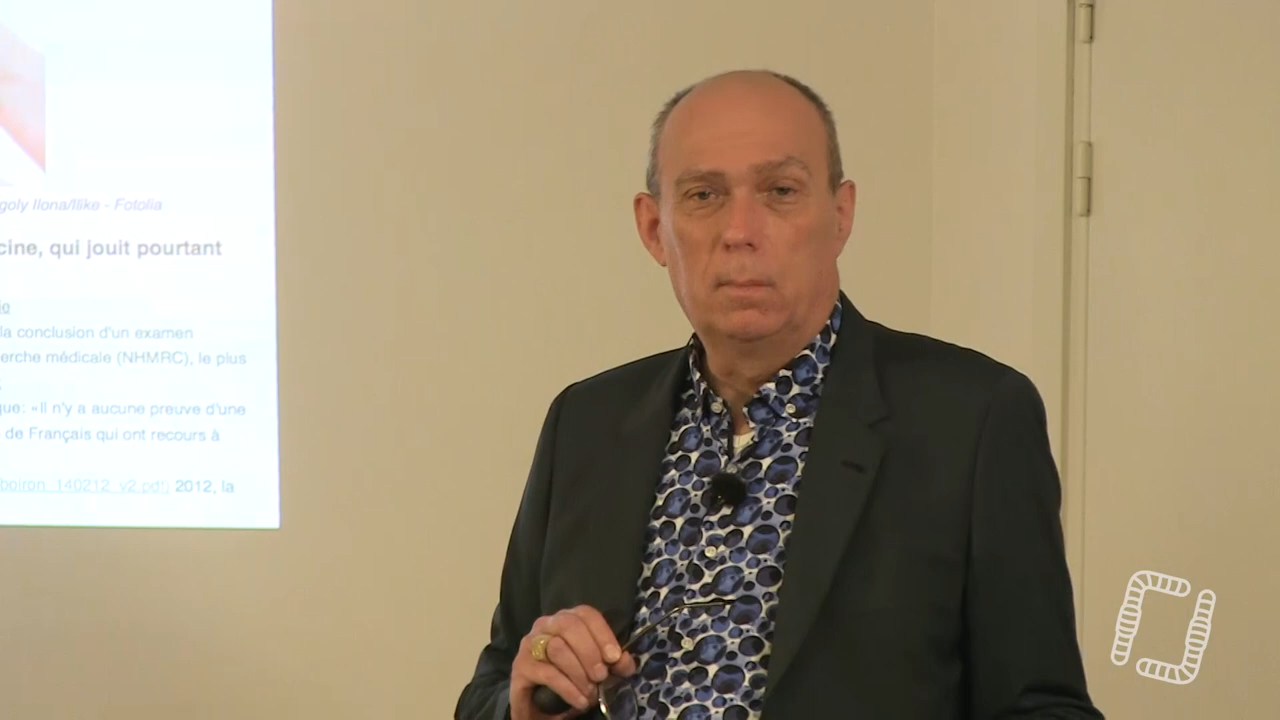 goly Ilona/Ilike - Fotolia
cine, qui jouit pourtant
la conclusion d'un examen
erche médicale (NHMRC), le plus
que: «Il n'y a aucune preuve d'une
de Français qui ont recours à
boiron_140212_v2.pdf) 2012, la